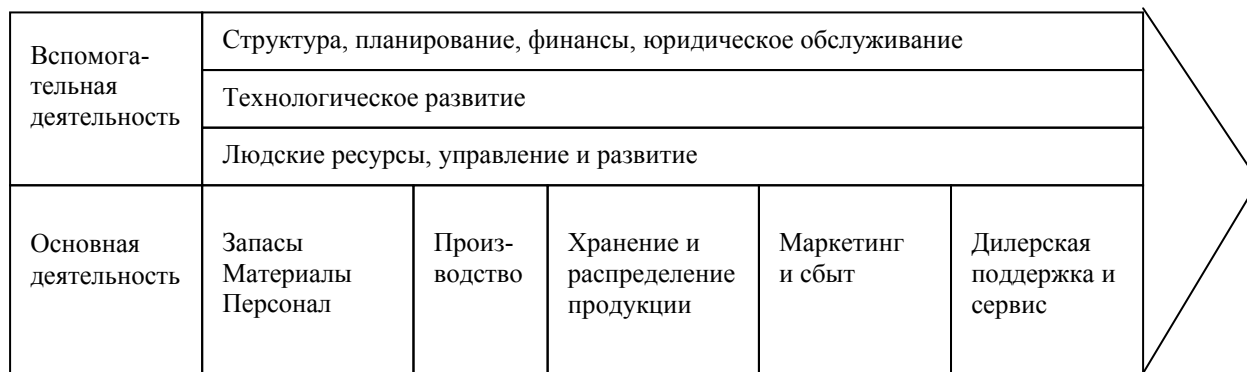 Вспомога-
тельная
деятельность
Структура, планирование, финансы, юридическое обслуживание
Технологическое развитие
Людские ресурсы, управление и развитие
Основная
деятельность
Запасы
Материалы
Персонал
Произ-
водство
Хранение и
распределение
продукции
Маркетинг
и сбыт
Дилерская
поддержка и
сервис